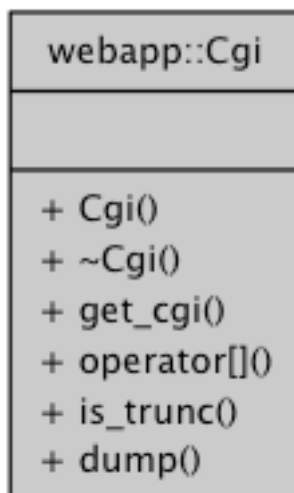 webapp::Cgi
+ Cgi()
+ ~Cgi()
+ get_cgi()
+ operator[]()
+ is_trunc()
+ dump()